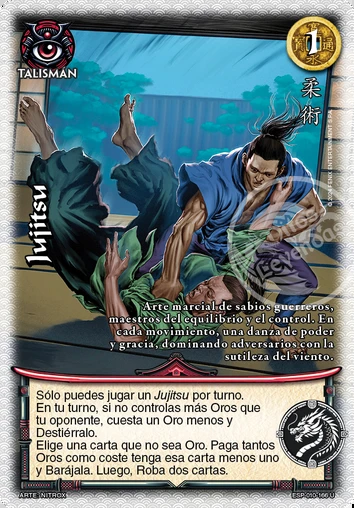 TALISMÁN
1
柔術
Jujitsu
Arte marcial de sabios guerreros,
maestros del equilibrio y el control. En
cada movimiento, una danza de poder
y gracia, dominando adversarios con la
sutileza del viento.
Sólo puedes jugar un Jujitsu por turno.
En tu turno, si no controlas más Oros que
tu oponente, cuesta un Oro menos y
Destiérralo.
Elige una carta que no sea Oro. Paga tantos
Oros como coste tenga esa carta menos uno
y Barájala. Luego, Roba dos cartas.
ARTE: NITROX
ESP 010-166 U